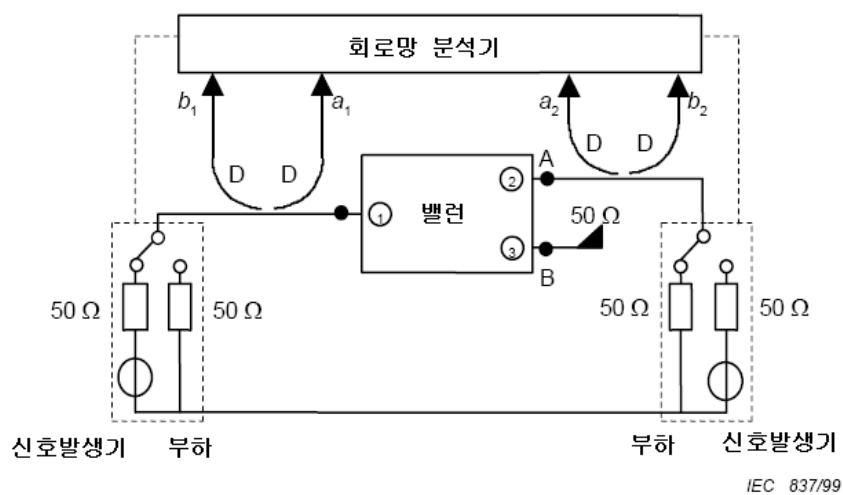 회로망 분석기
b1 a1 a2 b2
D D D D
A
① 밸런 ②
50 Ω
③
B
50 Ω 50 Ω 50 Ω 50 Ω
신호발생기 부하 부하 신호발생기
IEC 837/99